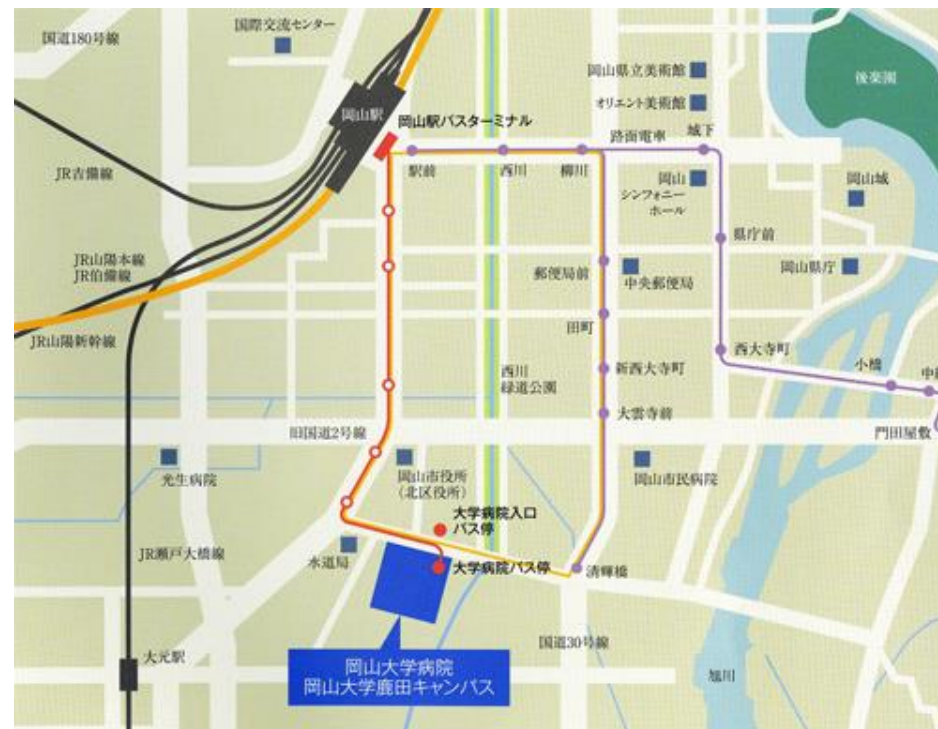 国道180号線
国際交流センター
岡山県立美術館
後楽園
オリエント美術館
岡山駅
岡山駅バスターミナル
路面電車
城下
駅前
西川
柳川
JR吉備線
岡山
シンフォニー
ホール
岡山城
県庁前
JR山陽本線
JR伯備線
郵便局前
中央郵便局
岡山県庁
田町
JR山陽新幹線
西大寺町
小橋
西川
緑道公園
新西大寺町
大雲寺前
旧国道2号線
門田屋敷
光生病院
岡山市役所
(北区役所)
岡山市民病院
大学病院入口
バス停
JR瀬戸大橋線
水道局
大学病院バス停
清輝橋
国道30号線
大元駅
岡山大学病院
岡山大学鹿田キャンパス
旭川